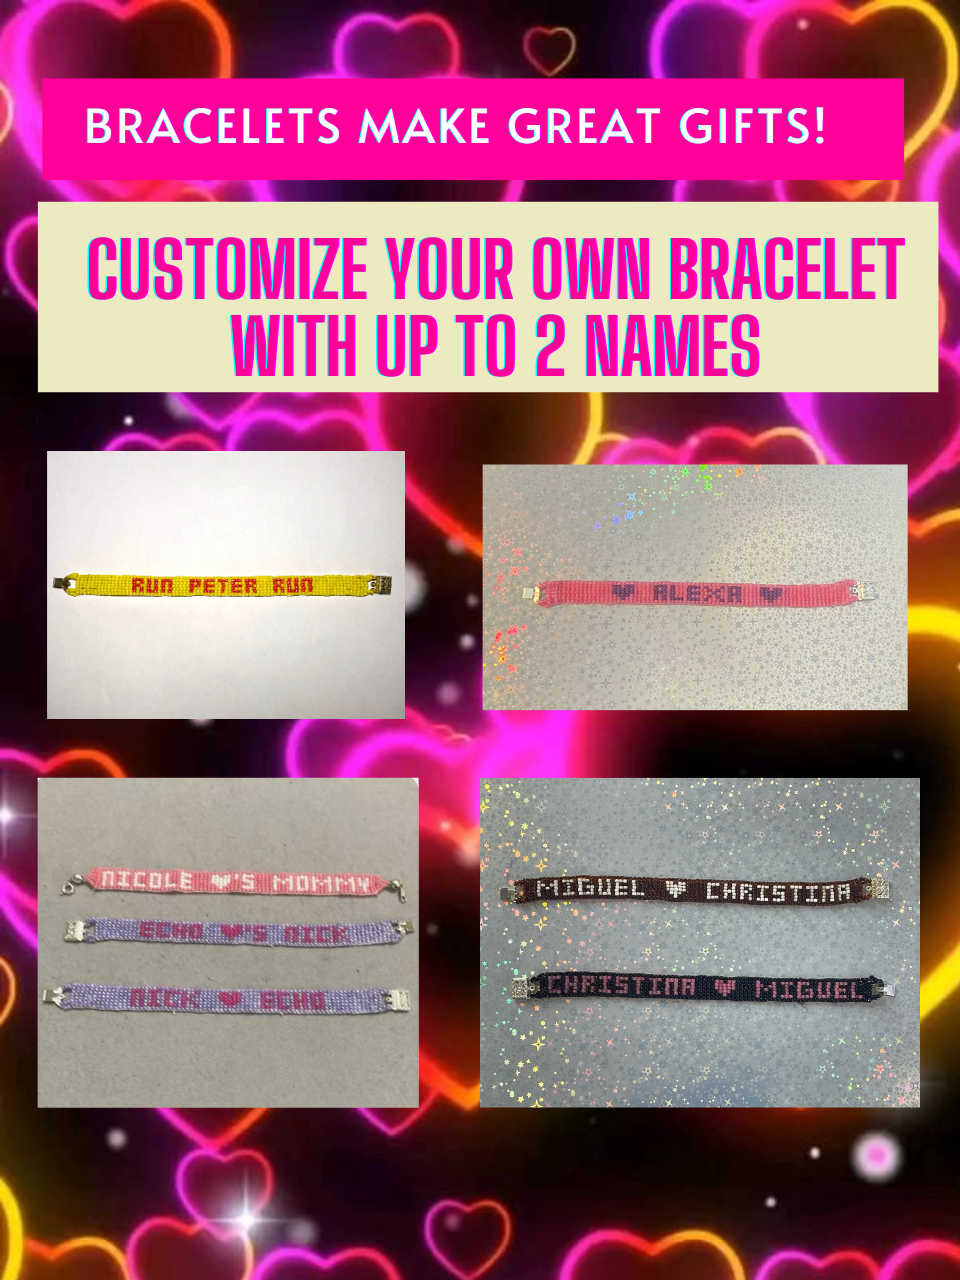 BRACELETS MAKE GREAT GIFTS!
CUSTOMIZE YOUR OWN BRACELET
WITH UP TO 2 NAMES
RUN PETER RUN
♥ ALEXA ♥
NICOLE ♥'S MOMMY
ECHO ♥'S NICK
NICK ♥ ECHO
MIGUEL ♥ CHRISTINA
CHRISTINA ♥ MIGUEL